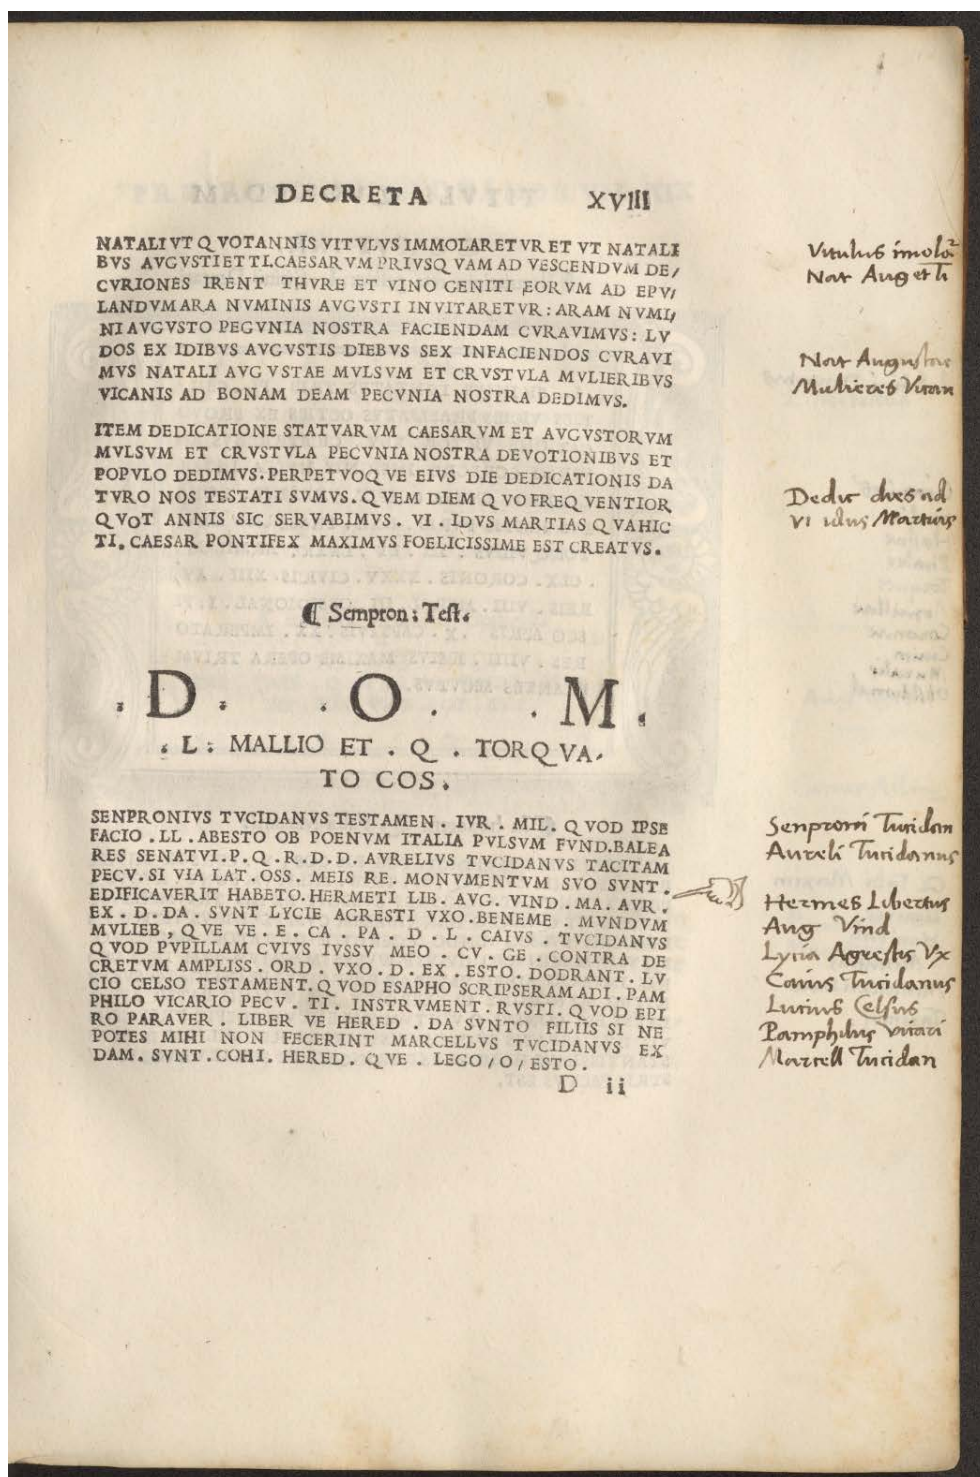 DECRETA XVIII
NATALI VT QVOTANNIS VITVLVS IMMOLARETVR ET VT NATALI
BVS AVGVSTI ET TI.CAESARVM PRIVSQVAM AD VESCENDVM DE/
CVRIONES IRENT THVRE ET VINO GENITI EORVM AD EPV/
LANDVM ARA NVMINIS AVGVSTI INVITARETVR : ARAM NVMI/
NI AVGVSTO PEGVNIA NOSTRA FACIENDAM CVRAVIMVS : LV
DOS EX IDIBVS AVGVSTIS DIEBVS SEX INFACIENDOS CVRAVI
MVS NATALI AVGVSTAE MVLSVM ET CRVSTVLA MVLIERIBVS
VICANIS AD BONAM DEAM PECVNIA NOSTRA DEDIMVS.
ITEM DEDICATIONE STATVARVM CAESARVM ET AVGVSTORVM
MVLSVM ET CRVSTVLA PECVNIA NOSTRA DEVOTIONIBVS ET
POPVLO DEDIMVS. PERPETVOQVE EIVS DIE DEDICATIONIS DA
TVRO NOS TESTATI SVMVS. QVEM DIEM QVO FREQVENTIOR
QVOT ANNIS SIC SERVABIMVS . VI . IDVS MARTIAS QVAHIC
TI. CAESAR PONTIFEX MAXIMVS FOELICISSIME EST CREATVS.
¶ Sempron: Test.
. D . . O . . M .
. L : MALLIO ET . Q . TORQVA-
TO COS.
SENPRONIVS TVCIDANVS TESTAMEN . IVR . MIL . QVOD IPSE
FACIO . LL . ABESTO OB POENVM ITALIA PVLSVM FVND.BALEA
RES SENATVI . P . Q . R . D . D . AVRELIVS TVCIDANVS TACITAM
PECV . SI VIA LAT . OSS . MEIS RE . MONVMENTVM SVO SVNT .
EDIFICAVERIT HABETO.HERMETI LIB . AVG . VIND . MA . AVR .
EX . D . DA . SVNT LYCIE AGRESTI VXO.BENEME . MVNDVM
MVLIEB , QVE VE . E . CA . PA . D . L . CAIVS . TVCIDANVS
QVOD PVPILLAM CVIVS IVSSV MEO . CV . GE . CONTRA DE
CRETVM AMPLISS . ORD . VXO . D . EX . ESTO . DODRANT . LV
CIO CELSO TESTAMENT.QVOD ESAPHO SCRIPSERAM ADI . PAM
PHILO VICARIO PECV . TI . INSTRVMENT . RVSTI . QVOD EPI
RO PARAVER . LIBER VE HERED . DA SVNTO FILIIS SI NE
POTES MIHI NON FECERINT MARCELLVS TVCIDANVS EX
DAM . SVNT . COHI . HERED . QVE . LEGO / O / ESTO .
D ii
Vitulus
Nat Aug et Ti
Nat
Mulieres Vican
Dedic dies ad
VI idus Martias
Senproni Tucidan
Aureli Tucidanus
Hermes Libertus
Aug Vind
Lycia Agrestis Vx
Caius Tucidanus
Lucius Celsus
Pamphilus vicari
Marcell Tucidan